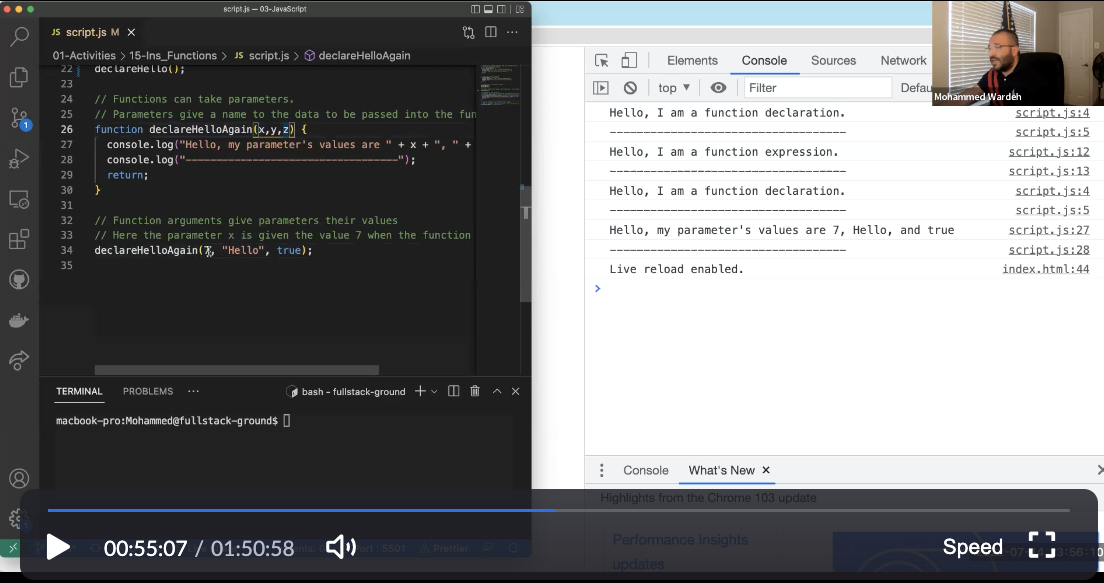 script.js — 03-JavaScript
JS script.js M ×
01-Activities > 15-Ins_Functions > JS script.js > declareHelloAgain
22 declareHello();
23
24 // Functions can take parameters.
25 // Parameters give a name to the data to be passed into the fun
26 function declareHelloAgain(x,y,z) {
27 console.log("Hello, my parameter's values are " + x + ", " +
28 console.log("-----------------------------------");
29 return;
30 }
31
32 // Function arguments give parameters their values
33 // Here the parameter x is given the value 7 when the function
34 declareHelloAgain(7, "Hello", true);
35
1
TERMINAL PROBLEMS ··· bash - fullstack-ground
macbook-pro:Mohammed@fullstack-ground$
Elements Console Sources Network
top ▼ Filter Defau
Hello, I am a function declaration. script.js:4
----------------------------------- script.js:5
Hello, I am a function expression. script.js:12
----------------------------------- script.js:13
Hello, I am a function declaration. script.js:4
----------------------------------- script.js:5
Hello, my parameter's values are 7, Hello, and true script.js:27
----------------------------------- script.js:28
Live reload enabled. index.html:44
>
Mohammed Wardeh
Console What's New ×
Highlights from the Chrome 103 update
Performance Insights
updates
Port : 5501 Prettier
00:55:07 / 01:50:58
Speed